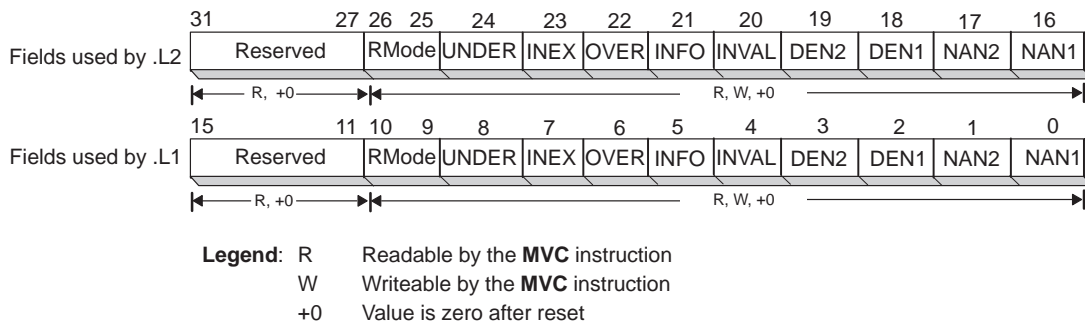 31 27 26 25 24 23 22 21 20 19 18 17 16
Fields used by .L2 Reserved RMode UNDER INEX OVER INFO INVAL DEN2 DEN1 NAN2 NAN1
R, +0 R, W, +0
15 11 10 9 8 7 6 5 4 3 2 1 0
Fields used by .L1 Reserved RMode UNDER INEX OVER INFO INVAL DEN2 DEN1 NAN2 NAN1
R, +0 R, W, +0
Legend: R Readable by the MVC instruction
W Writeable by the MVC instruction
+0 Value is zero after reset